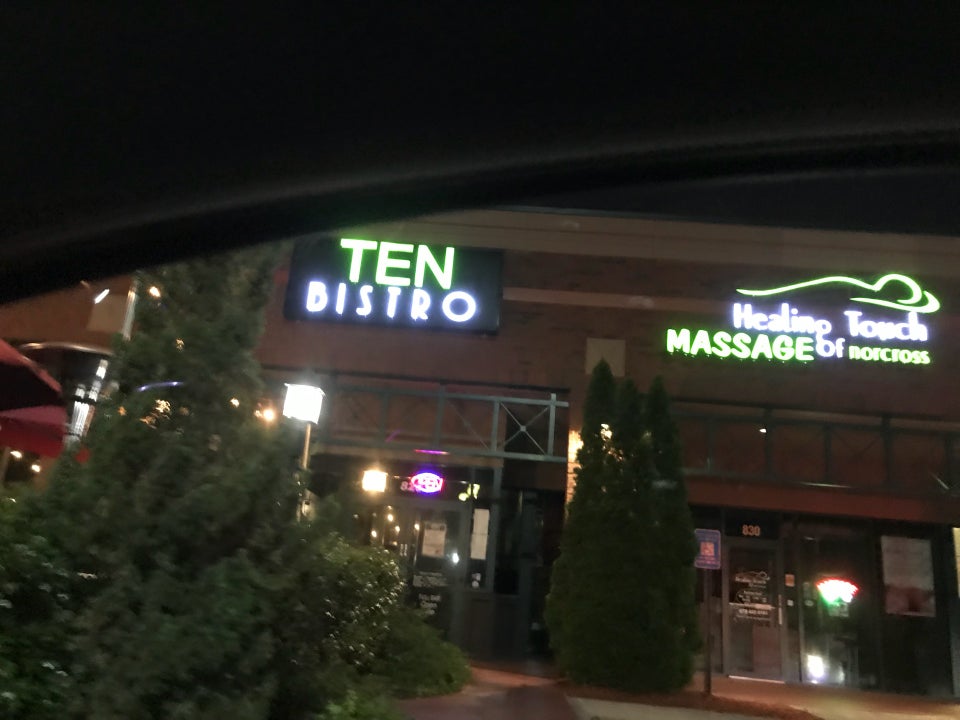 TEN
BISTRO
Healing Touch
MASSAGE of norcross
OPEN
830